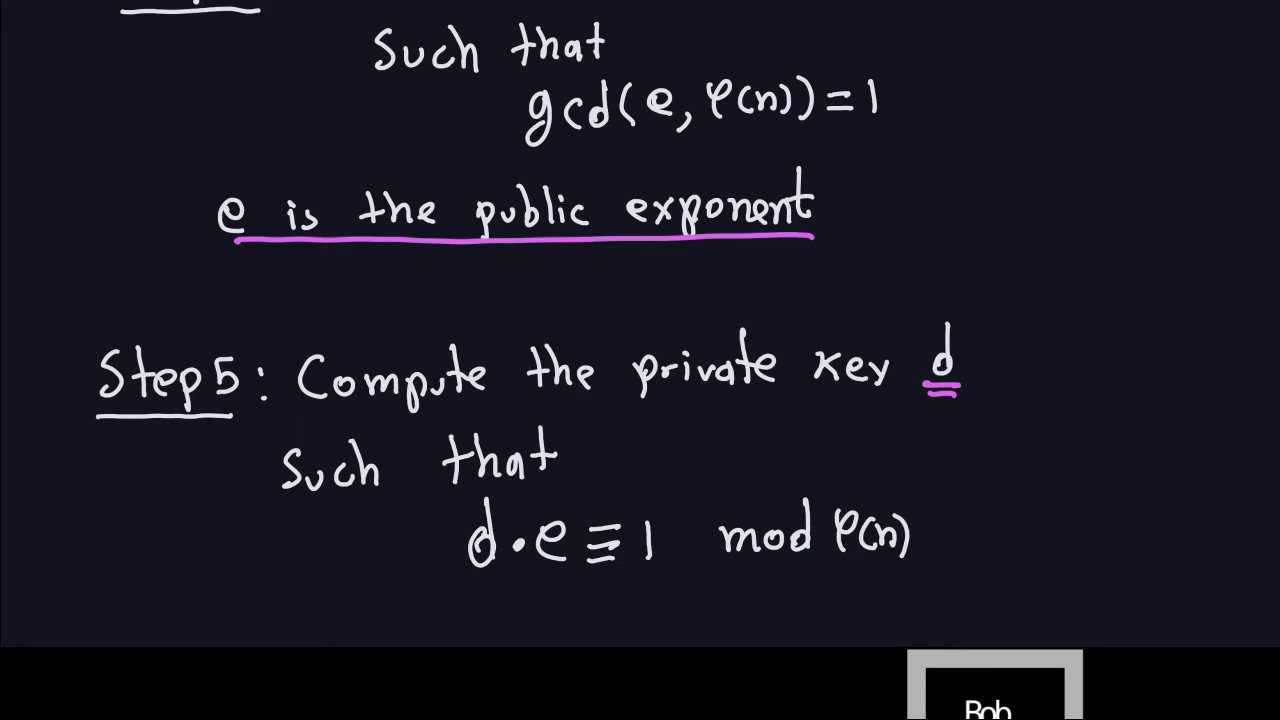 Such that
gcd(e, φ(n)) = 1
e is the public exponent
Step 5: Compute the private key d
Such that
d · e ≡ 1 mod φ(n)
Bob